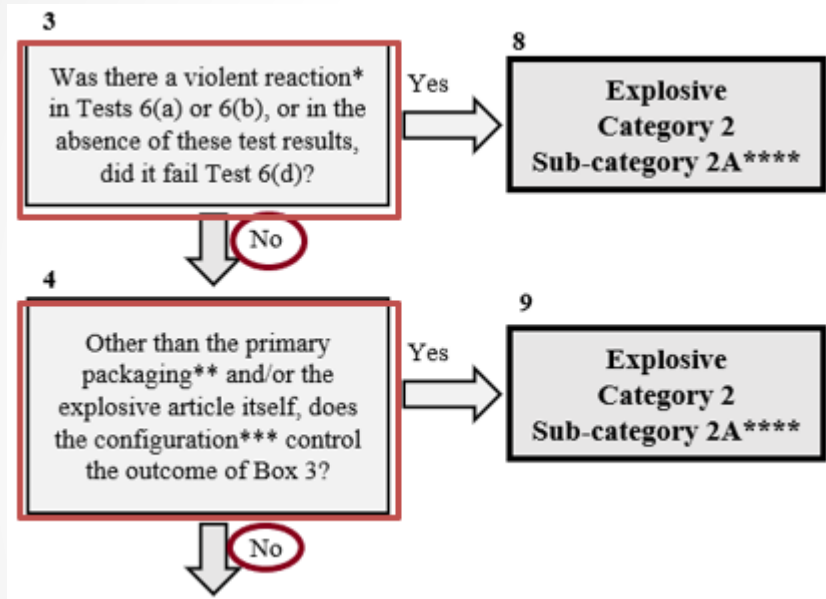 3
Was there a violent reaction*
in Tests 6(a) or 6(b), or in the
absence of these test results,
did it fail Test 6(d)?
Yes
8
Explosive
Category 2
Sub-category 2A****
No
4
Other than the primary
packaging** and/or the
explosive article itself, does
the configuration*** control
the outcome of Box 3?
Yes
9
Explosive
Category 2
Sub-category 2A****
No